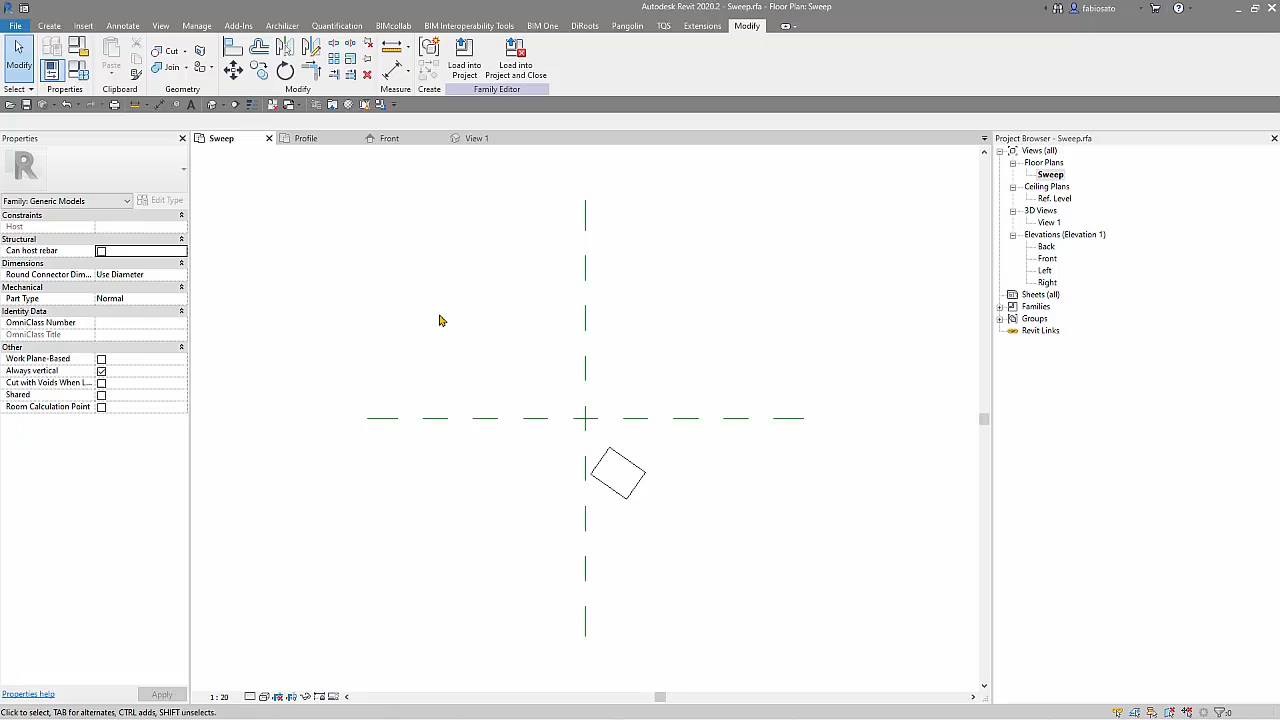 Autodesk Revit 2020.2 - Sweep.rfa - Floor Plan: Sweep
fabiosato
File Create Insert Annotate View Manage Add-Ins Archilizer Quantification BIMcollab BIM Interoperability Tools BIM One DiRoots Pangolin TQS Extensions Modify
Modify
Paste
Cut
Join
Load into
Project
Load into
Project and Close
Select Properties Clipboard Geometry Modify Measure Create Family Editor
Properties
Sweep Profile Front View 1
Project Browser - Sweep.rfa
Family: Generic Models Edit Type
Constraints
Host
Structural
Can host rebar
Dimensions
Round Connector Dim... Use Diameter
Mechanical
Part Type Normal
Identity Data
OmniClass Number
OmniClass Title
Other
Work Plane-Based
Always vertical
Cut with Voids When L...
Shared
Room Calculation Point
Properties help Apply
Views (all)
Floor Plans
Sweep
Ceiling Plans
Ref. Level
3D Views
View 1
Elevations (Elevation 1)
Back
Front
Left
Right
Sheets (all)
Families
Groups
Revit Links
1 : 20
Click to select, TAB for alternates, CTRL adds, SHIFT unselects.
:0